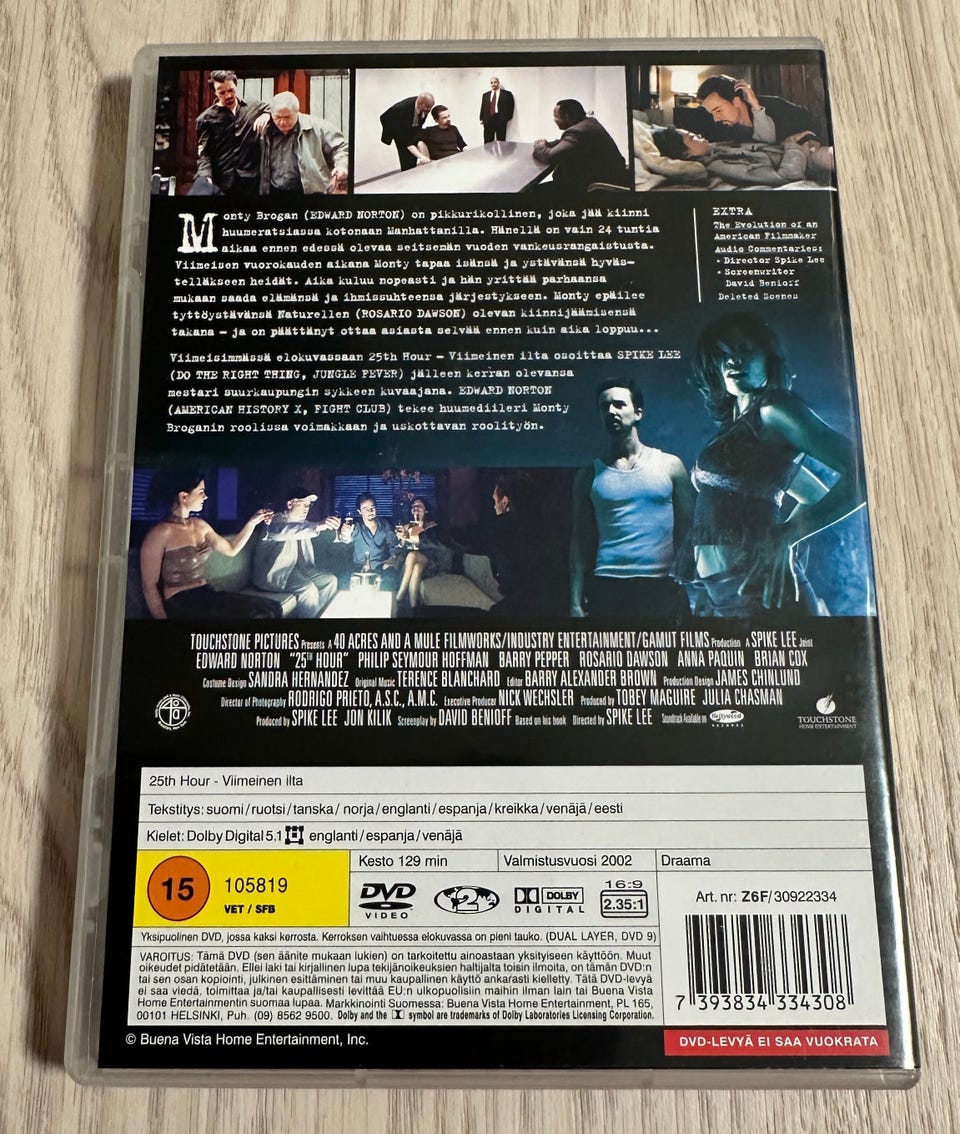 Monty Brogan (EDWARD NORTON) on pikkurikollinen, joka jää kiinni
huumeratsiassa kotonaan Manhattanilla. Hänellä on vain 24 tuntia
aikaa ennen edessä olevaa seitsemän vuoden vankeusrangaistusta.
Viimeisen vuorokauden aikana Monty tapaa isänsä ja ystävänsä hyväs-
telläkseen heidät. Aika kuluu nopeasti ja hän yrittää parhaansa
mukaan saada elämänsä ja ihmissuhteensa järjestykseen. Monty epäilee
tyttöystävänsä Naturellen (ROSARIO DAWSON) olevan kiinnijäämisensä
takana – ja on päättänyt ottaa asiasta selvää ennen kuin aika loppuu...
Viimeisimmässä elokuvassaan 25th Hour – Viimeinen ilta osoittaa SPIKE LEE
(DO THE RIGHT THING, JUNGLE FEVER) jälleen kerran olevansa
mestari suurkaupungin sykkeen kuvaajana. EDWARD NORTON
(AMERICAN HISTORY X, FIGHT CLUB) tekee huumediileri Monty
Broganin roolissa voimakkaan ja uskottavan roolityön.
EXTRA
The Evolution of an
American Filmmaker
Audio Commentaries:
• Director Spike Lee
• Screenwriter
David Benioff
Deleted Scenes
TOUCHSTONE PICTURES Presents A 40 ACRES AND A MULE FILMWORKS/INDUSTRY ENTERTAINMENT/GAMUT FILMS Production A SPIKE LEE Joint
EDWARD NORTON "25TH HOUR" PHILIP SEYMOUR HOFFMAN BARRY PEPPER ROSARIO DAWSON ANNA PAQUIN BRIAN COX
Costume Design SANDRA HERNANDEZ Original Music TERENCE BLANCHARD Editor BARRY ALEXANDER BROWN Production Design JAMES CHINLUND
Director of Photography RODRIGO PRIETO, A.S.C., A.M.C. Executive Producer NICK WECHSLER Produced by TOBEY MAGUIRE JULIA CHASMAN
Produced by SPIKE LEE JON KILIK Screenplay by DAVID BENIOFF Based on his book Directed by SPIKE LEE Soundtrack Available on Hollywood RECORDS
TOUCHSTONE
HOME ENTERTAINMENT
25th Hour - Viimeinen ilta
Tekstitys: suomi/ruotsi/tanska/norja/englanti/espanja/kreikka/venäjä/eesti
Kielet: Dolby Digital 5.1 englanti/espanja/venäjä
15 105819
VET / SFB
Kesto 129 min
Valmistusvuosi 2002
Draama
DVD
VIDEO
2
DOLBY
DIGITAL
16:9
2.35:1
Art. nr: Z6F/30922334
7 393834 334308
Yksipuolinen DVD, jossa kaksi kerrosta. Kerroksen vaihtuessa elokuvassa on pieni tauko. (DUAL LAYER, DVD 9)
VAROITUS: Tämä DVD (sen äänite mukaan lukien) on tarkoitettu ainoastaan yksityiseen käyttöön. Muut
oikeudet pidätetään. Ellei laki tai kirjallinen lupa tekijänoikeuksien haltijalta toisin ilmoita, on tämän DVD:n
tai sen osan kopiointi, julkinen esittäminen tai muu kaupallinen käyttö ankarasti kielletty. Tätä DVD-levyä
ei saa viedä, toimittaa ja/tai kaupallisesti levittää EU:n ulkopuolisiin maihin ilman lain tai Buena Vista
Home Entertainmentin suomaa lupaa. Markkinointi Suomessa: Buena Vista Home Entertainment, PL 165,
00101 HELSINKI, Puh. (09) 8562 9500. Dolby and the symbol are trademarks of Dolby Laboratories Licensing Corporation.
© Buena Vista Home Entertainment, Inc.
DVD-LEVYÄ EI SAA VUOKRATA